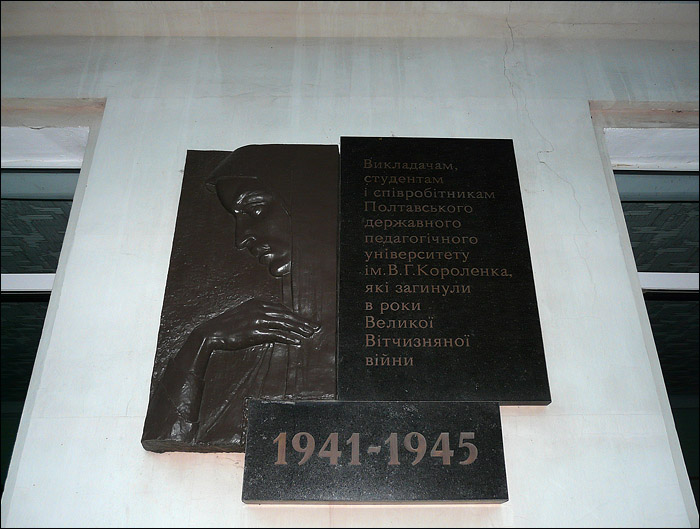 Викладачам,
студентам
і співробітникам
Полтавського
державного
педагогічного
університету
ім.В.Г.Короленка,
які загинули
в роки
Великої
Вітчизняної
війни
1941-1945